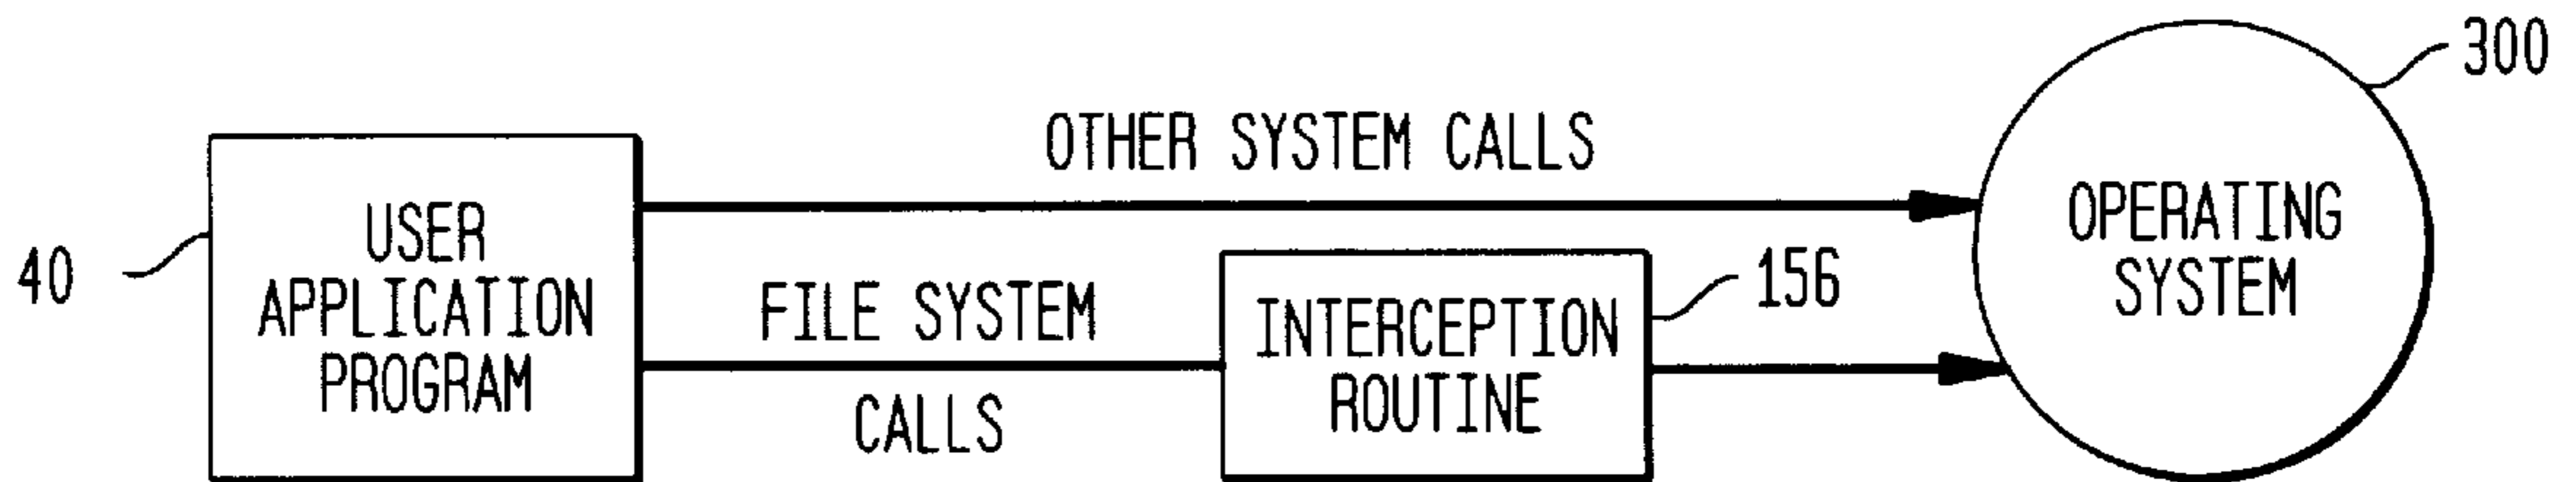 300
OTHER SYSTEM CALLS
40
USER
APPLICATION
PROGRAM
FILE SYSTEM
CALLS
INTERCEPTION
ROUTINE
156
OPERATING
SYSTEM